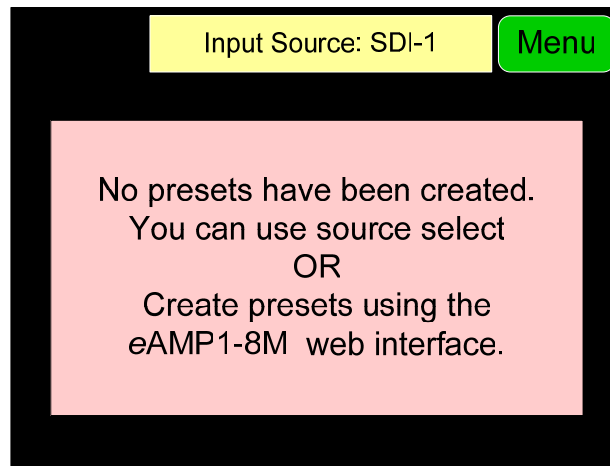 Input Source: SDI-1
Menu
No presets have been created.
You can use source select
OR
Create presets using the
eAMP1-8M web interface.